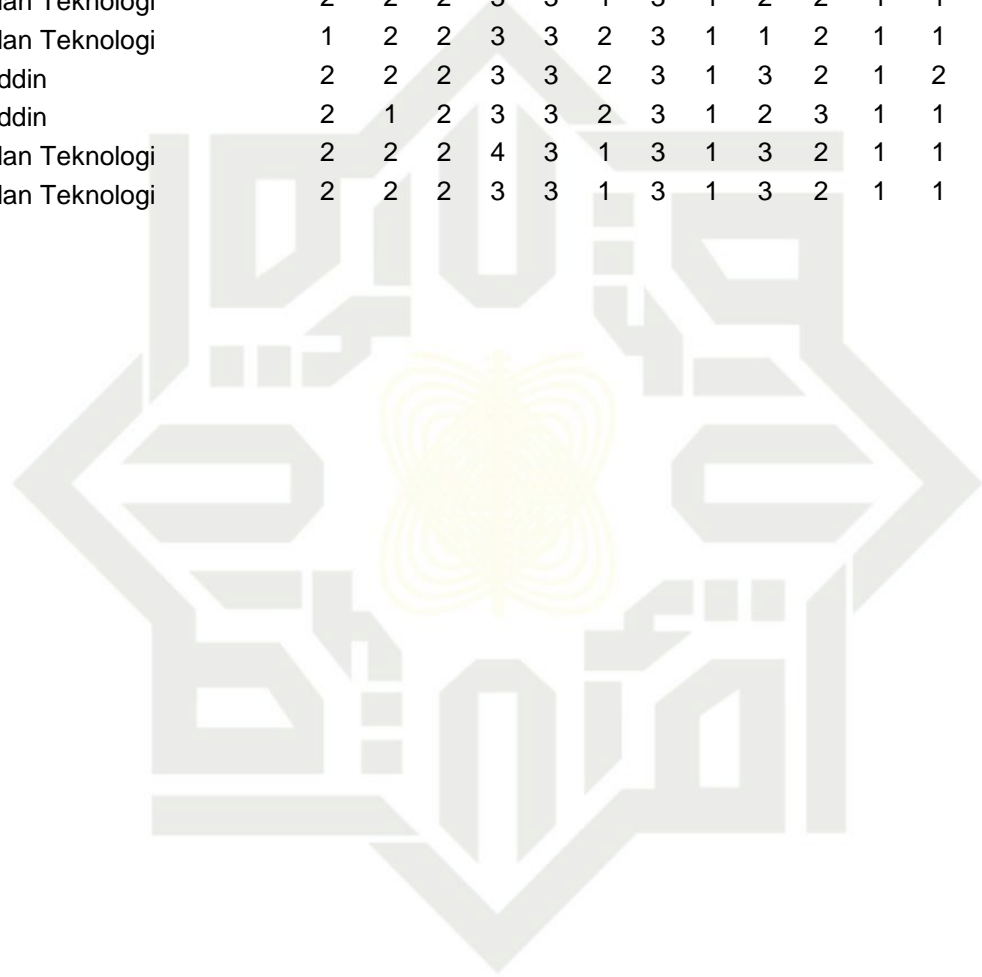 dan Teknologi 2 2 2 3 3 1 3 1 2 2 1 1
dan Teknologi 1 2 2 3 3 2 3 1 1 2 1 1
ddin 2 2 2 3 3 2 3 1 3 2 1 2
ddin 2 1 2 3 3 2 3 1 2 3 1 1
dan Teknologi 2 2 2 4 3 1 3 1 3 2 1 1
dan Teknologi 2 2 2 3 3 1 3 1 3 2 1 1